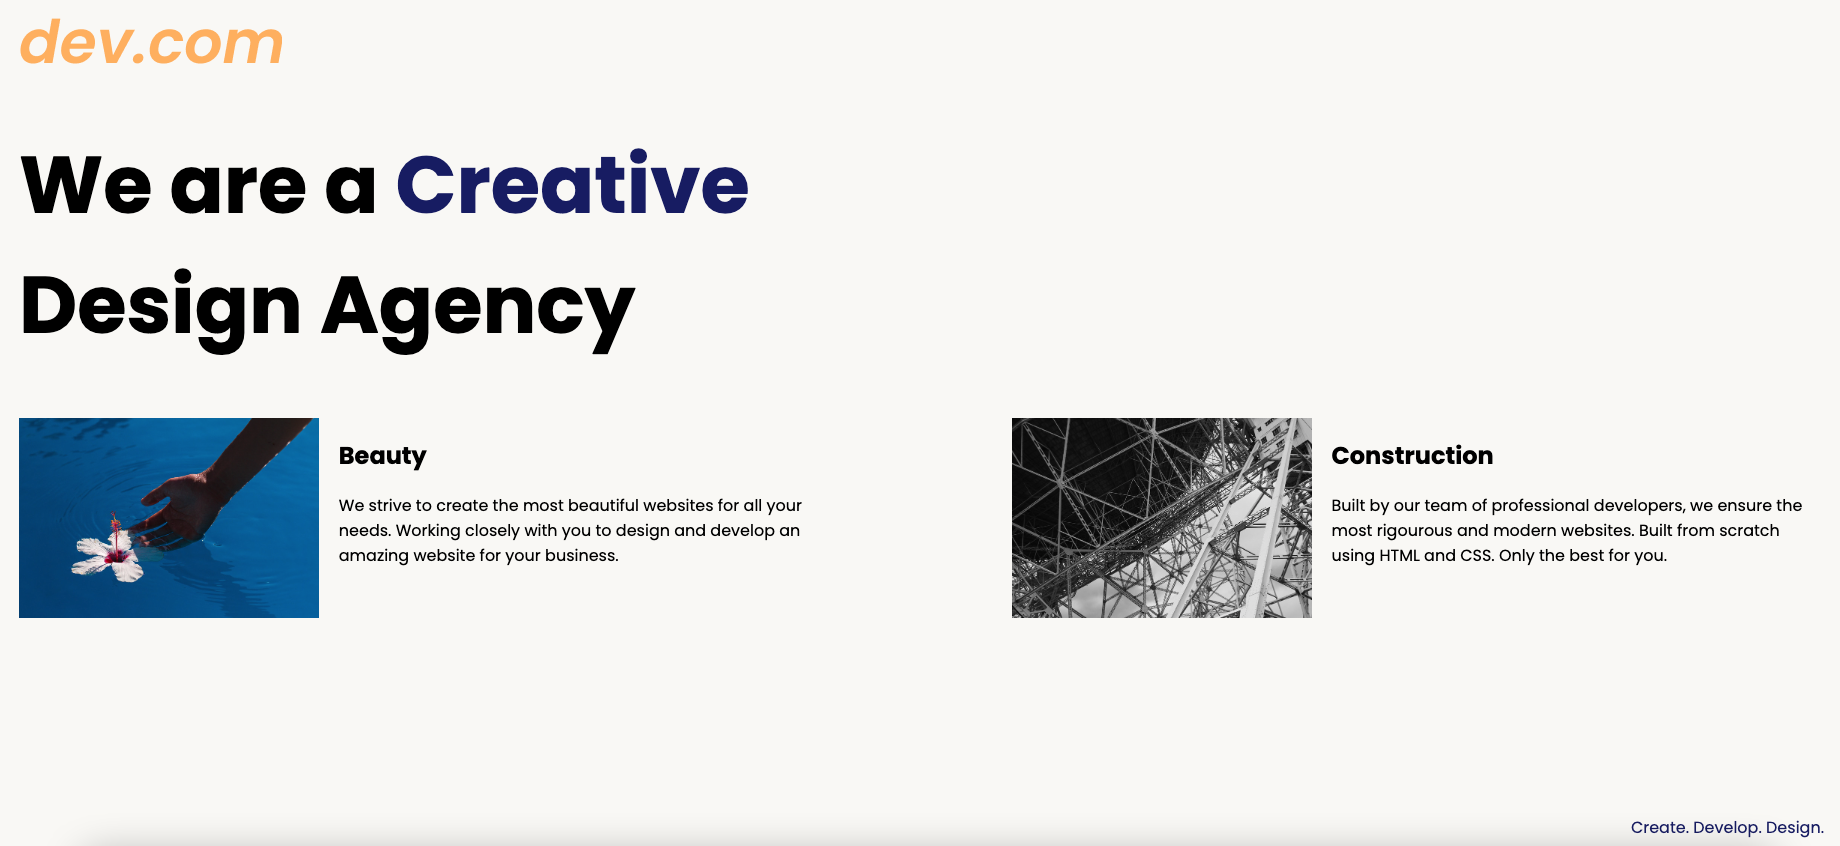 dev.com
We are a Creative
Design Agency
Beauty
We strive to create the most beautiful websites for all your
needs. Working closely with you to design and develop an
amazing website for your business.
Construction
Built by our team of professional developers, we ensure the
most rigourous and modern websites. Built from scratch
using HTML and CSS. Only the best for you.
Create. Develop. Design.